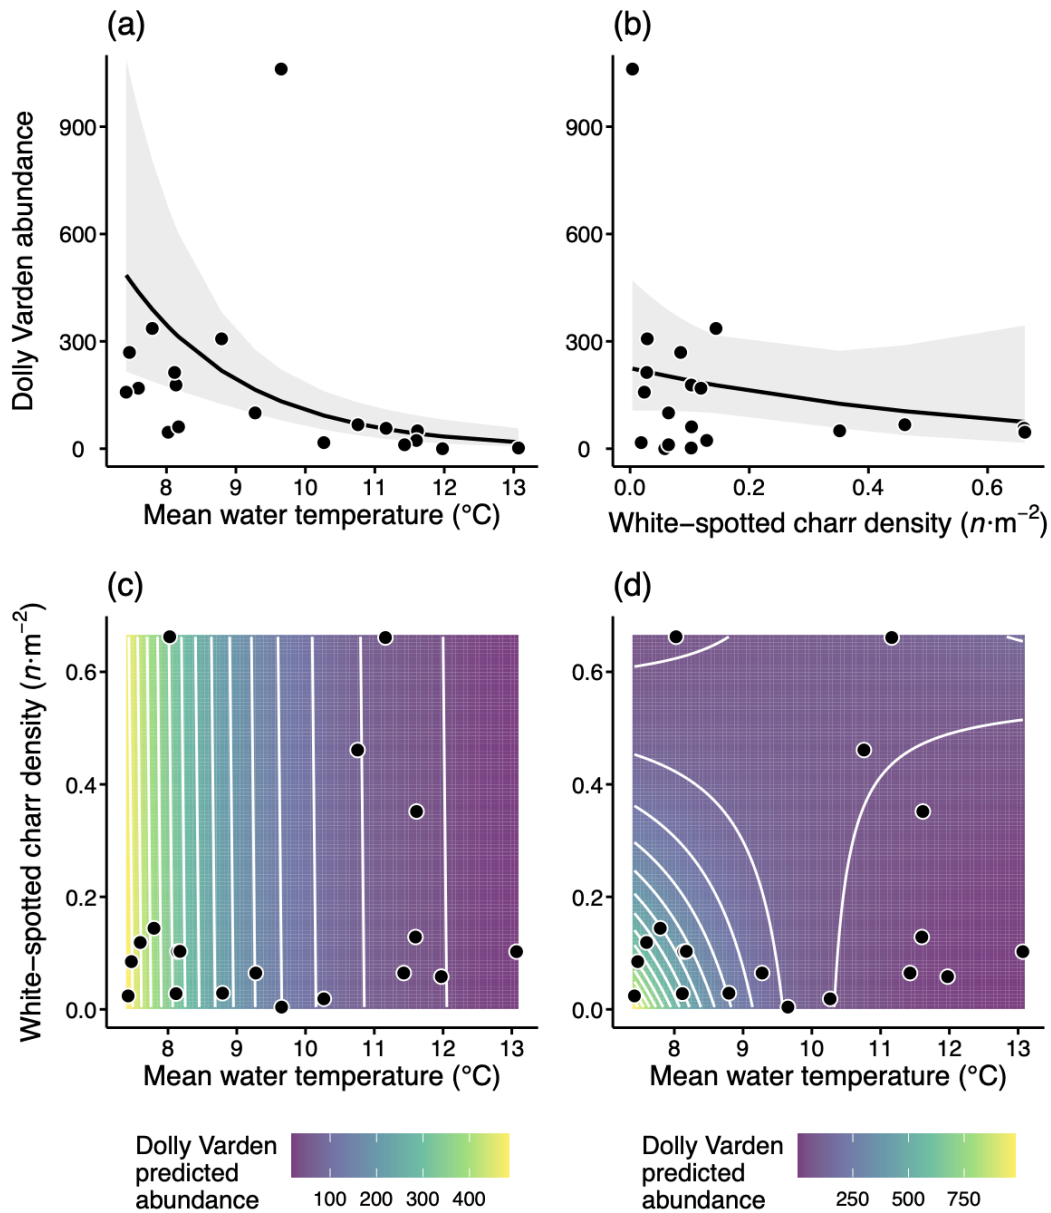 (a)
(b)
Dolly Varden abundance
900
600
300
0
900
600
300
0
8 9 10 11 12 13
0.0 0.2 0.4 0.6
Mean water temperature (°C)
White−spotted charr density (n·m⁻²)
(c)
(d)
White−spotted charr density (n·m⁻²)
0.6
0.4
0.2
0.0
0.6
0.4
0.2
0.0
8 9 10 11 12 13
8 9 10 11 12 13
Mean water temperature (°C)
Mean water temperature (°C)
Dolly Varden
predicted
abundance
100 200 300 400
Dolly Varden
predicted
abundance
250 500 750